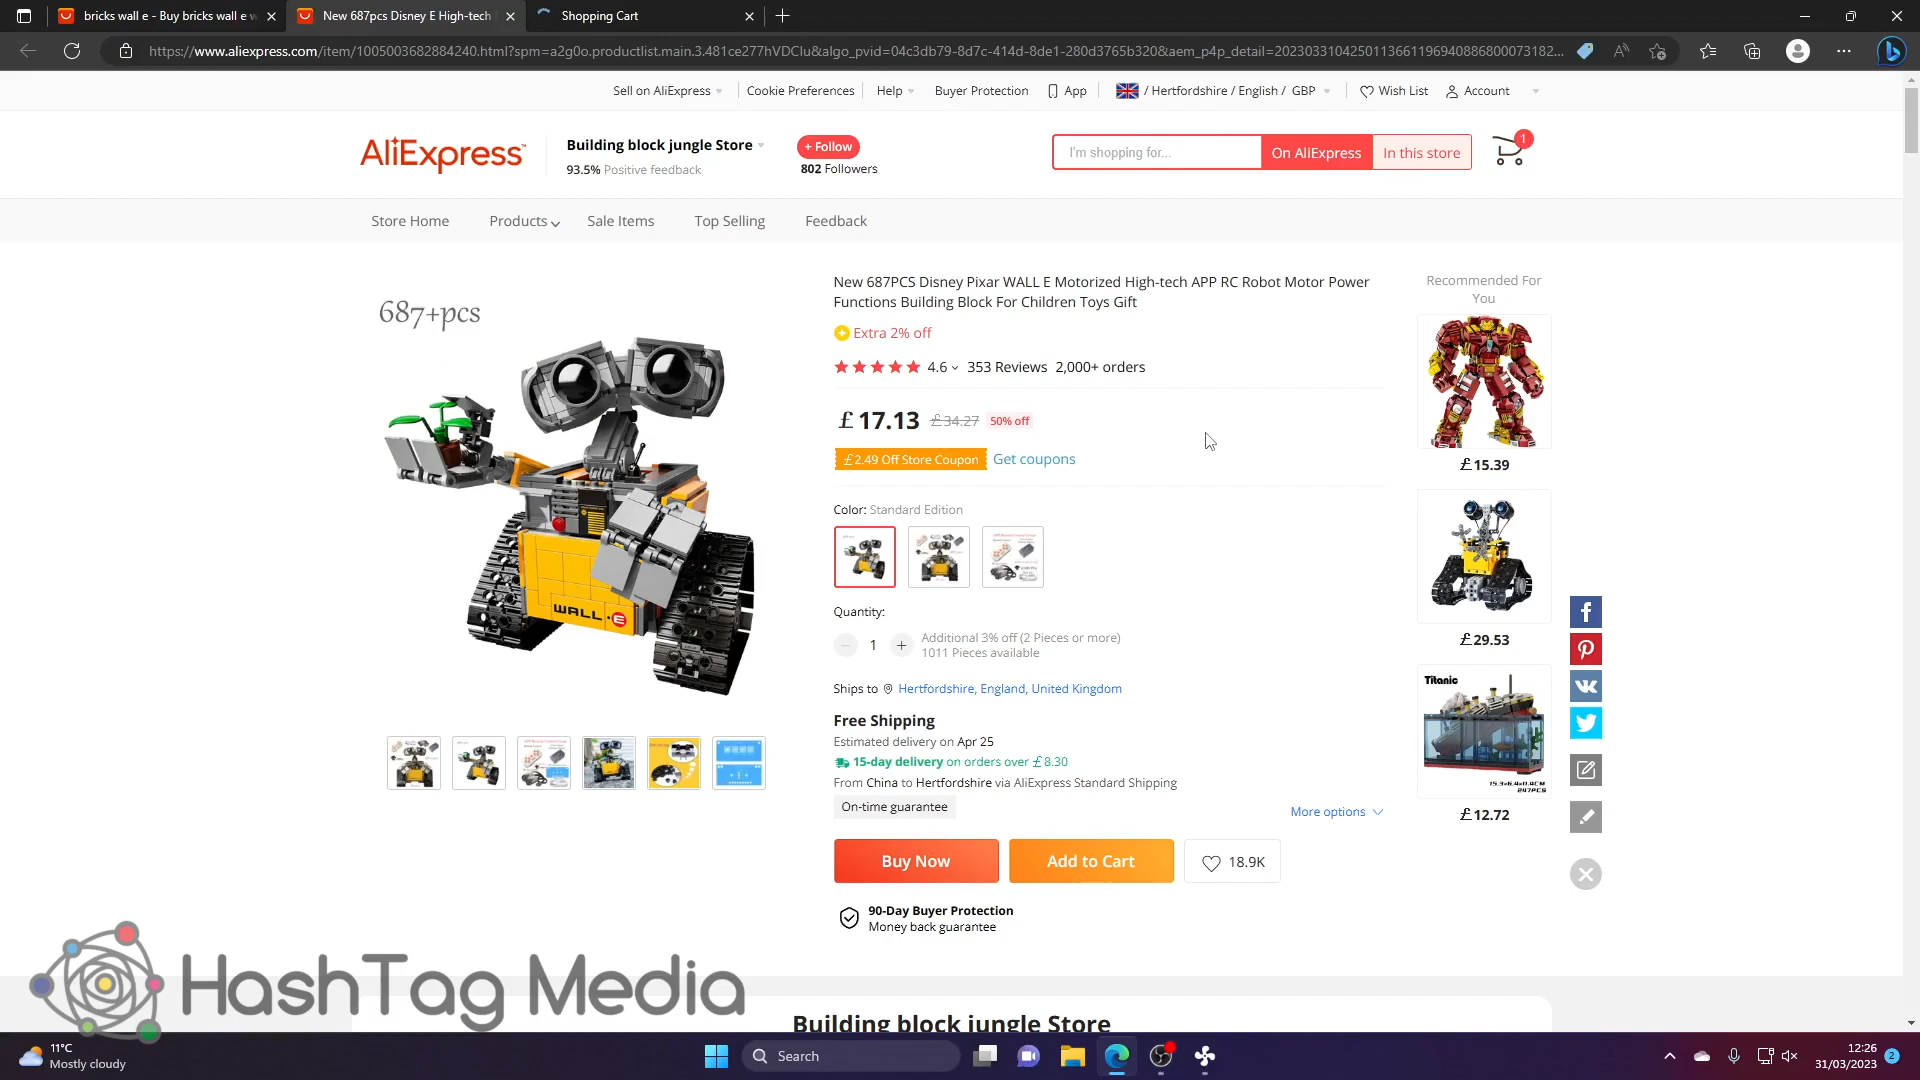 bricks wall e - Buy bricks wall e w
New 687pcs Disney E High-tech
Shopping Cart
https://www.aliexpress.com/item/1005003682884240.html?spm=a2g0o.productlist.main.3.481ce277hVDCIu&algo_pvid=04c3db79-8d7c-414d-8de1-280d3765b320&aem_p4p_detail=202303310425011366119694088680007318​2...
Sell on AliExpress
Cookie Preferences
Help
Buyer Protection
App
/ Hertfordshire / English / GBP
Wish List
Account
AliExpress
Building block jungle Store
93.5% Positive feedback
+ Follow
802 Followers
I'm shopping for...
On AliExpress
In this store
1
Store Home
Products
Sale Items
Top Selling
Feedback
687+pcs
WALL·E
New 687PCS Disney Pixar WALL E Motorized High-tech APP RC Robot Motor Power
Functions Building Block For Children Toys Gift
Extra 2% off
4.6 353 Reviews 2,000+ orders
£17.13 £34.27 50% off
£2.49 Off Store Coupon Get coupons
Color: Standard Edition
Quantity:
1
Additional 3% off (2 Pieces or more)
1011 Pieces available
Ships to Hertfordshire, England, United Kingdom
Free Shipping
Estimated delivery on Apr 25
15-day delivery on orders over £8.30
From China to Hertfordshire via AliExpress Standard Shipping
On-time guarantee
More options
Buy Now
Add to Cart
18.9K
90-Day Buyer Protection
Money back guarantee
Recommended For
You
£15.39
£29.53
Titanic
15.3×6.4×11.4CM
247PCS
£12.72
HashTag Media
Building block jungle Store
11°C
Mostly cloudy
Search
12:26
31/03/2023
2